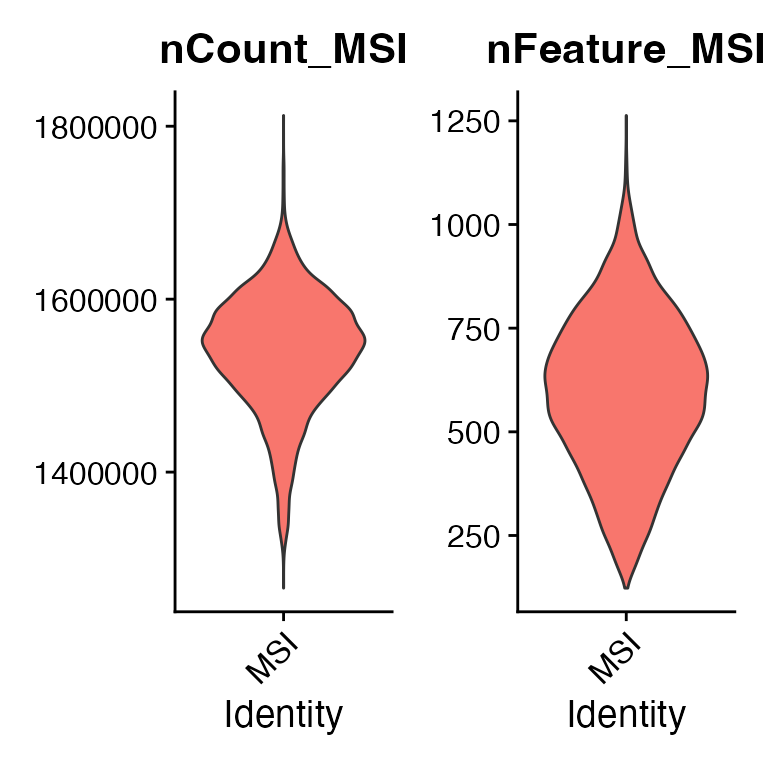 nCount_MSI
1800000
1600000
1400000
MSI
Identity
nFeature_MSI
1250
1000
750
500
250
MSI
Identity